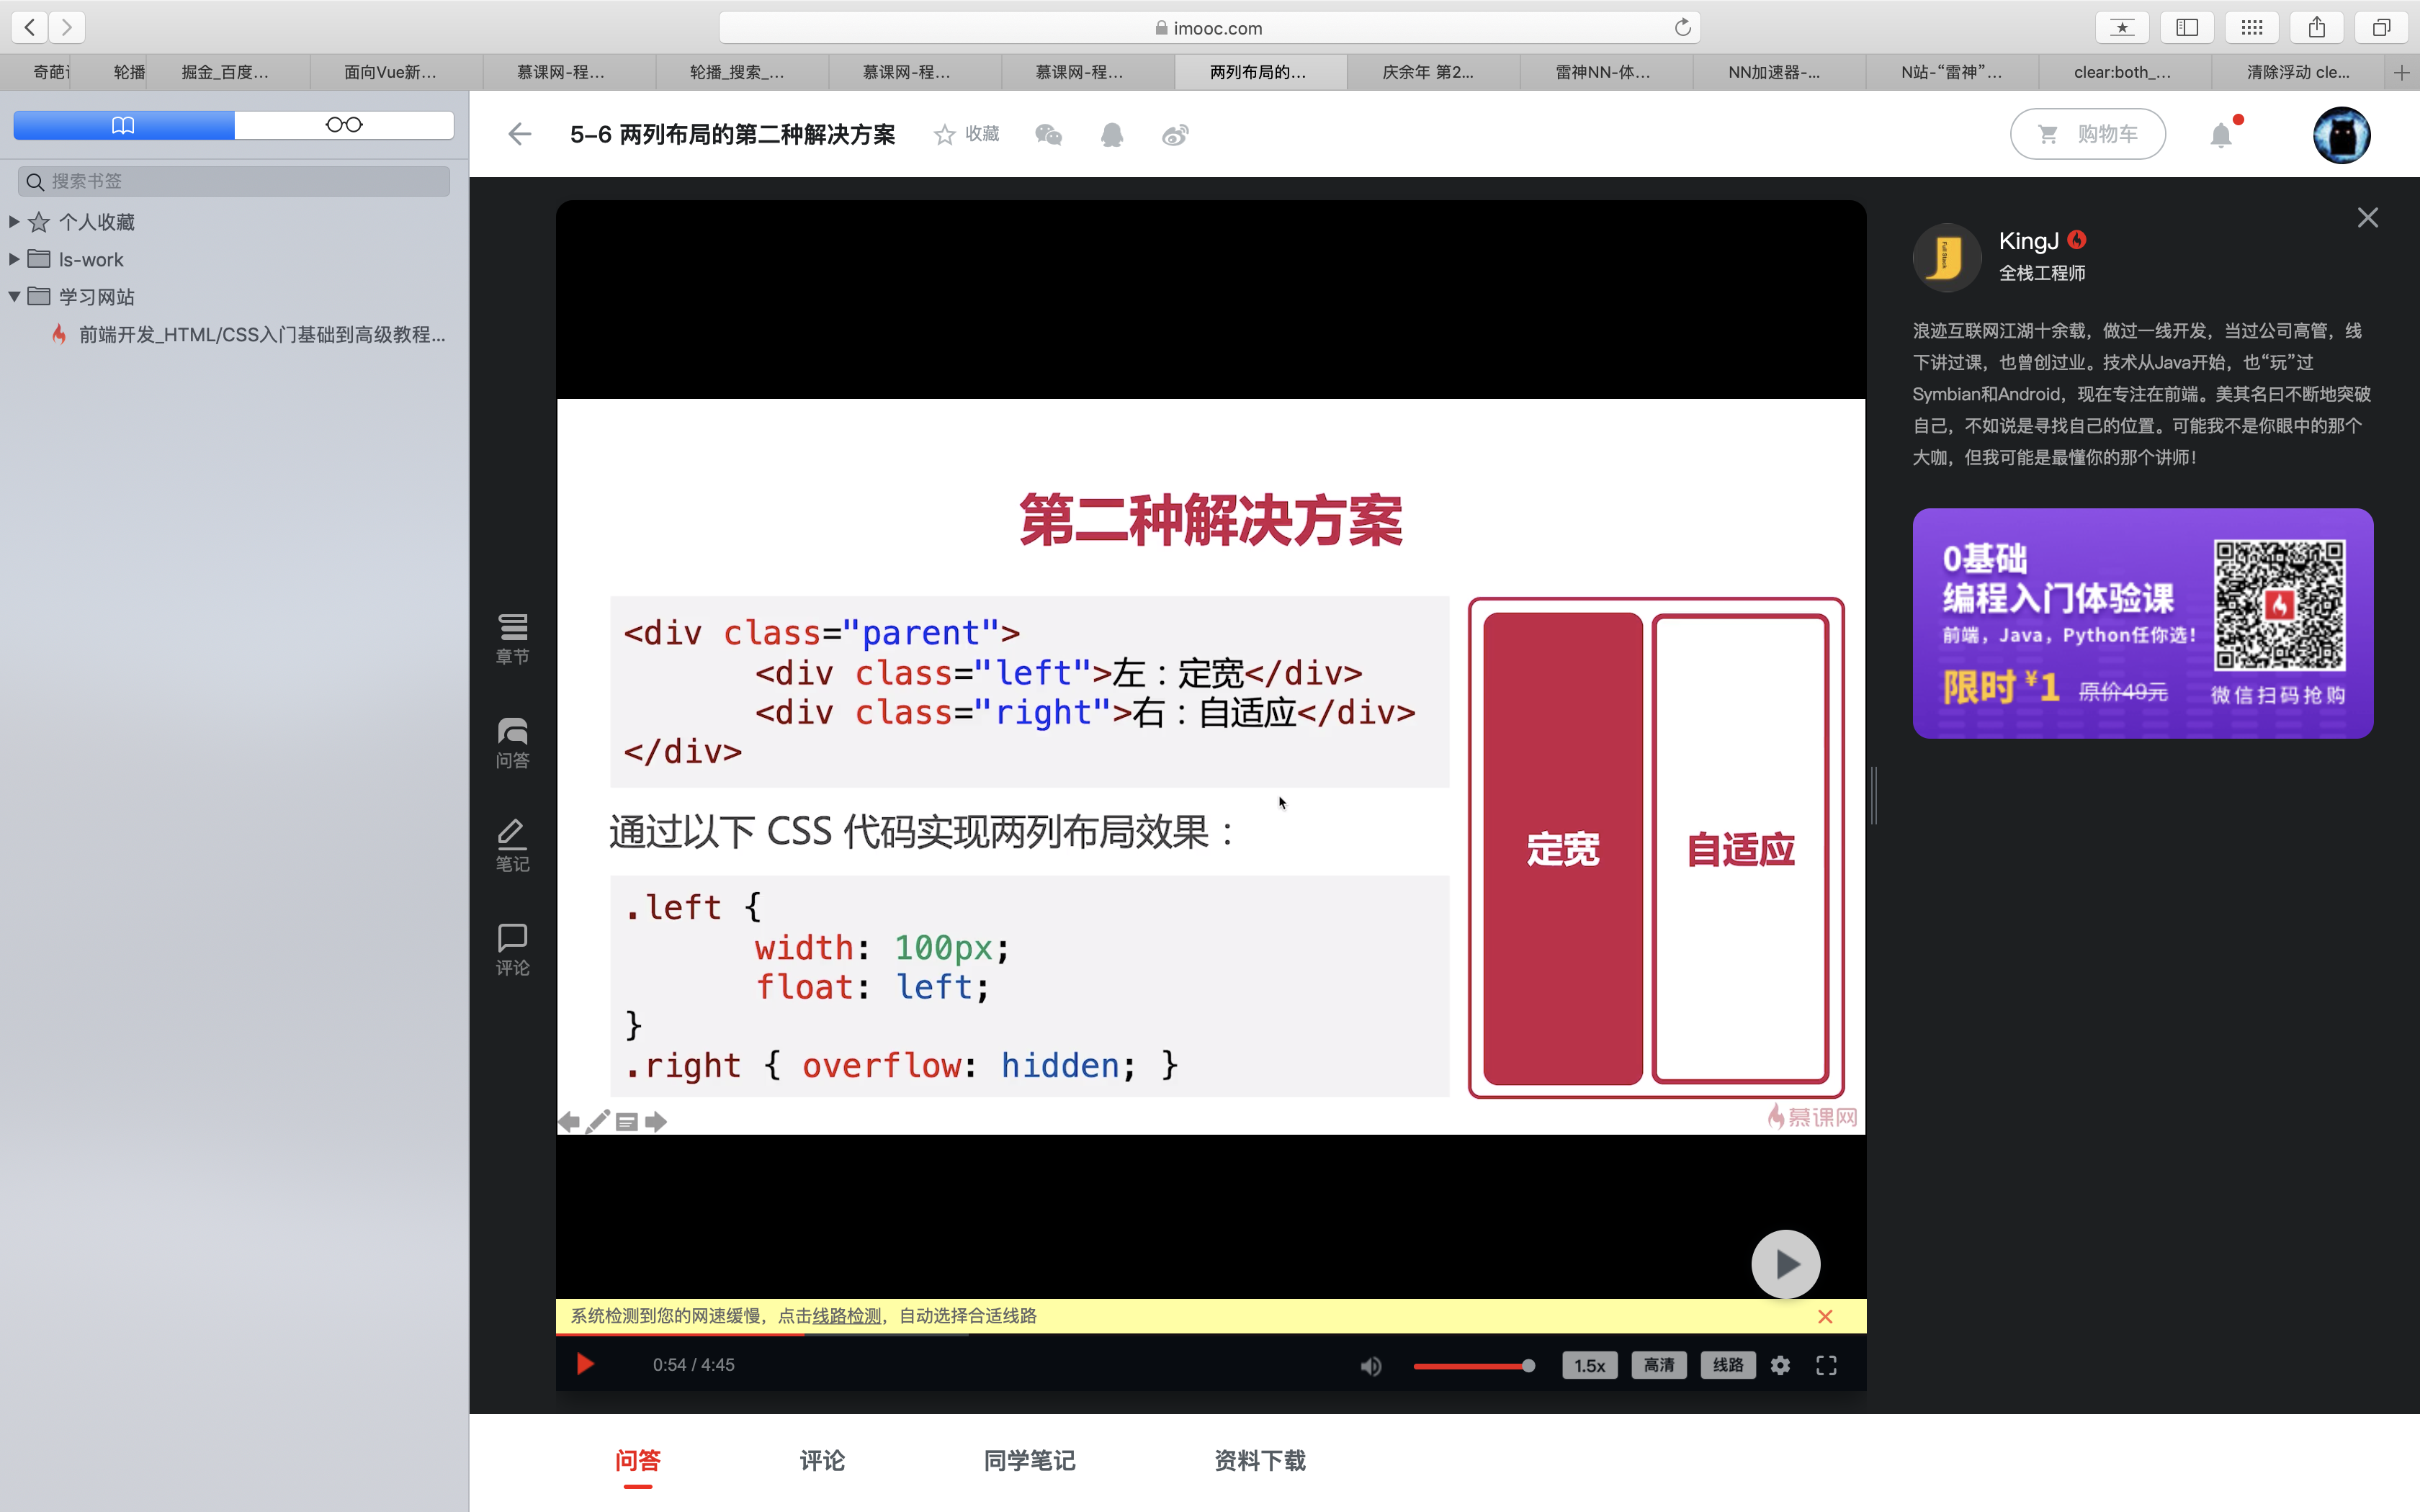 imooc.com
奇葩
轮播
掘金_百度...
面向Vue新...
慕课网-程...
轮播_搜索_...
慕课网-程...
慕课网-程...
两列布局的...
庆余年 第2...
雷神NN-体...
NN加速器-...
N站-“雷神”...
clear:both_...
清除浮动 cle...
搜索书签
个人收藏
ls-work
学习网站
前端开发_HTML/CSS入门基础到高级教程...
5-6 两列布局的第二种解决方案
收藏
购物车
章节
问答
笔记
评论
第二种解决方案
<div class="parent">
<div class="left">左：定宽</div>
<div class="right">右：自适应</div>
</div>
通过以下 CSS 代码实现两列布局效果：
.left {
width: 100px;
float: left;
}
.right { overflow: hidden; }
定宽
自适应
慕课网
系统检测到您的网速缓慢，点击线路检测，自动选择合适线路
0:54 / 4:45
1.5x
高清
线路
KingJ
全栈工程师
Full Stack
浪迹互联网江湖十余载，做过一线开发，当过公司高管，线
下讲过课，也曾创过业。技术从Java开始，也“玩”过
Symbian和Android，现在专注在前端。美其名曰不断地突破
自己，不如说是寻找自己的位置。可能我不是你眼中的那个
大咖，但我可能是最懂你的那个讲师！
0基础
编程入门体验课
前端，Java，Python任你选！
限时 ¥1 原价49元
微信扫码抢购
问答
评论
同学笔记
资料下载